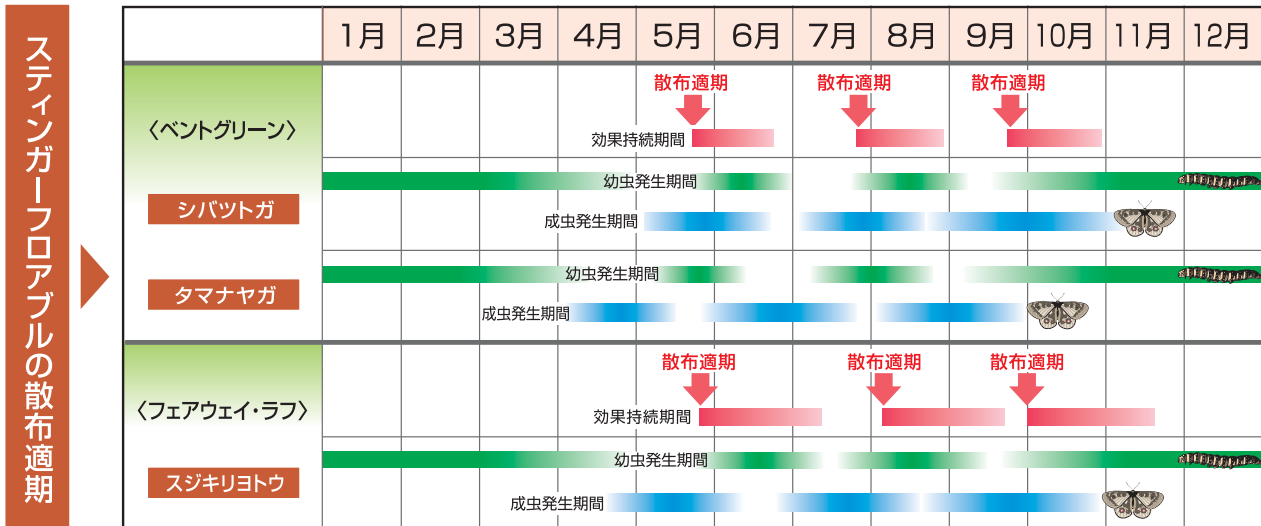 スティンガーフロアブルの散布適期
1月 2月 3月 4月 5月 6月 7月 8月 9月 10月 11月 12月
〈ベントグリーン〉
散布適期 散布適期 散布適期
効果持続期間
シバツトガ
幼虫発生期間
成虫発生期間
タマナヤガ
幼虫発生期間
成虫発生期間
〈フェアウェイ・ラフ〉
散布適期 散布適期 散布適期
効果持続期間
スジキリヨトウ
幼虫発生期間
成虫発生期間